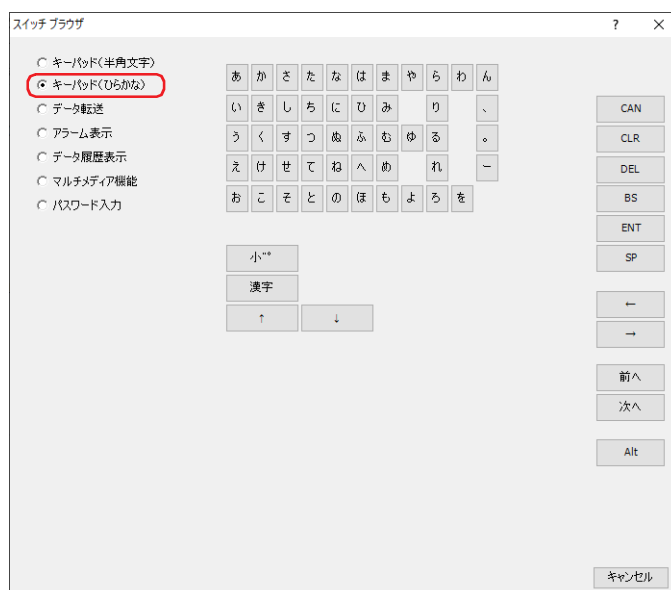 スイッチ ブラウザ ? ×
キーパッド(半角文字)
キーパッド(ひらかな)
データ転送
アラーム表示
データ履歴表示
マルチメディア機能
パスワード入力
あ か さ た な は ま や ら わ ん
い き し ち に ひ み り 、
う く す つ ぬ ふ む ゆ る 。
え け せ て ね へ め れ ー
お こ そ と の ほ も よ ろ を
小゛゜
漢字
↑ ↓
CAN
CLR
DEL
BS
ENT
SP
←
→
前へ
次へ
Alt
キャンセル